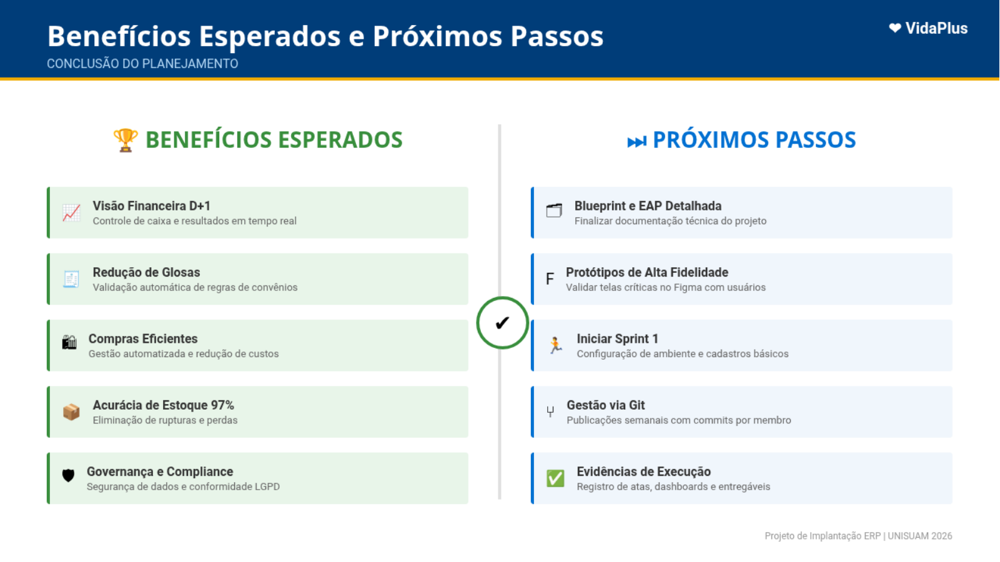 Benefícios Esperados e Próximos Passos
CONCLUSÃO DO PLANEJAMENTO
❤ VidaPlus
🏆 BENEFÍCIOS ESPERADOS
Visão Financeira D+1
Controle de caixa e resultados em tempo real
Redução de Glosas
Validação automática de regras de convênios
Compras Eficientes
Gestão automatizada e redução de custos
Acurácia de Estoque 97%
Eliminação de rupturas e perdas
Governança e Compliance
Segurança de dados e conformidade LGPD
✔
⏭ PRÓXIMOS PASSOS
Blueprint e EAP Detalhada
Finalizar documentação técnica do projeto
F
Protótipos de Alta Fidelidade
Validar telas críticas no Figma com usuários
Iniciar Sprint 1
Configuração de ambiente e cadastros básicos
Gestão via Git
Publicações semanais com commits por membro
Evidências de Execução
Registro de atas, dashboards e entregáveis
Projeto de Implantação ERP | UNISUAM 2026